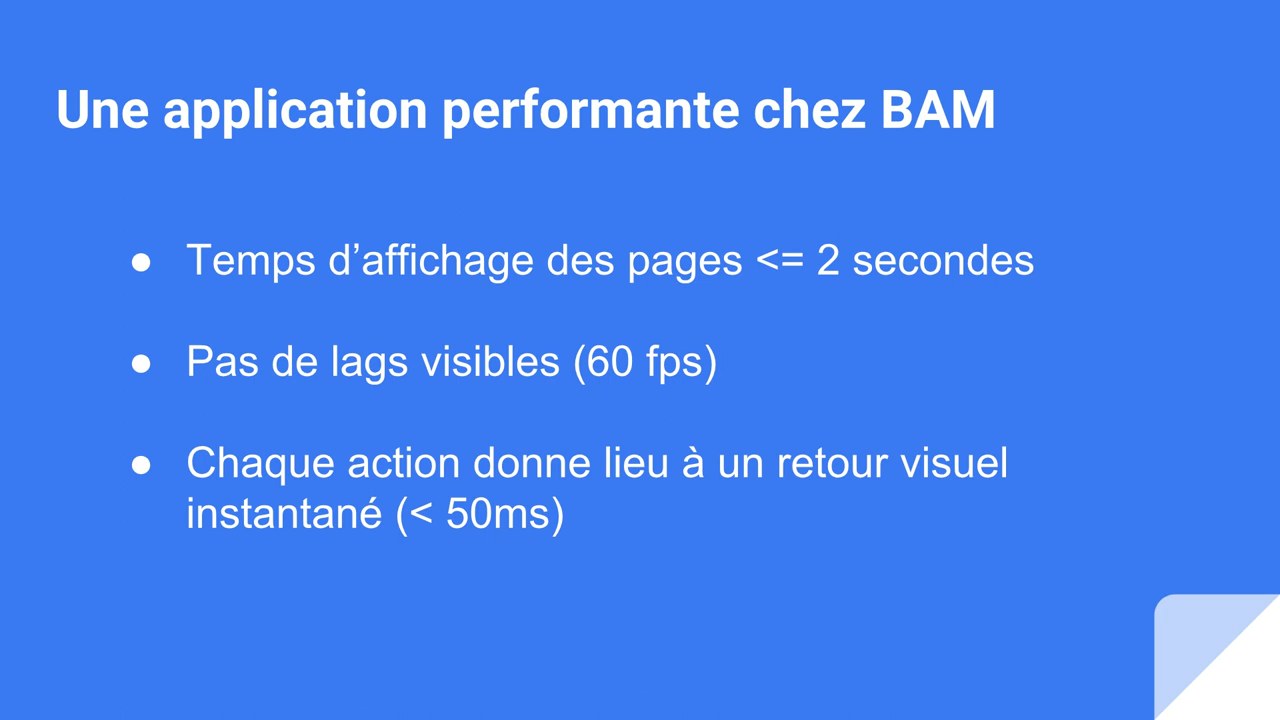 Une application performante chez BAM
● Temps d’affichage des pages <= 2 secondes
● Pas de lags visibles (60 fps)
● Chaque action donne lieu à un retour visuel
instantané (< 50ms)